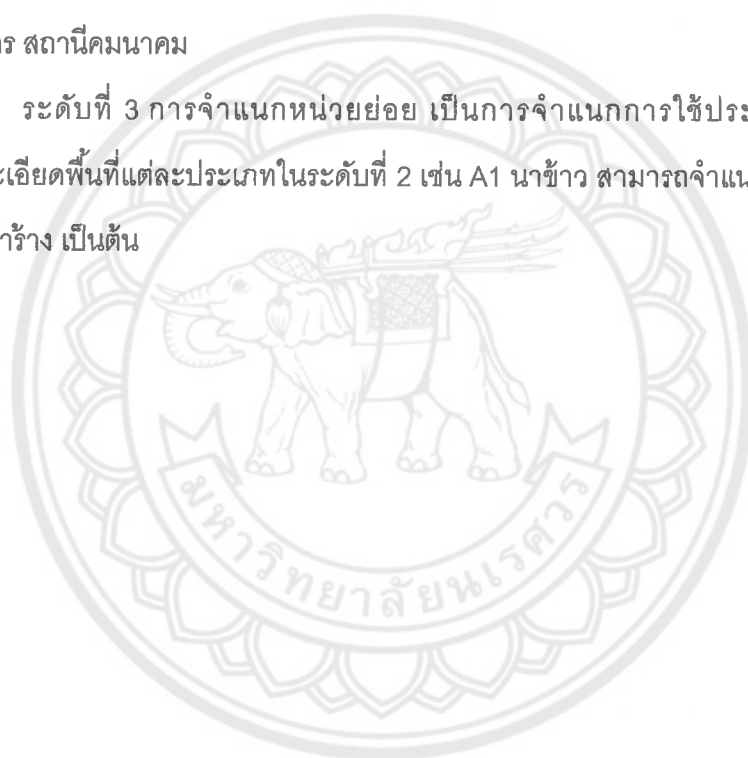 สถานีคมนาคม
ระดับที่ 3 การจำแนกหน่วยย่อย เป็นการจำแนกการใช้ประ
ะเอียดพื้นที่แต่ละประเภทในระดับที่ 2 เช่น A1 นาข้าว สามารถจำแน
าร้าง เป็นต้น
มหาวิทยาลัยนเรศวร